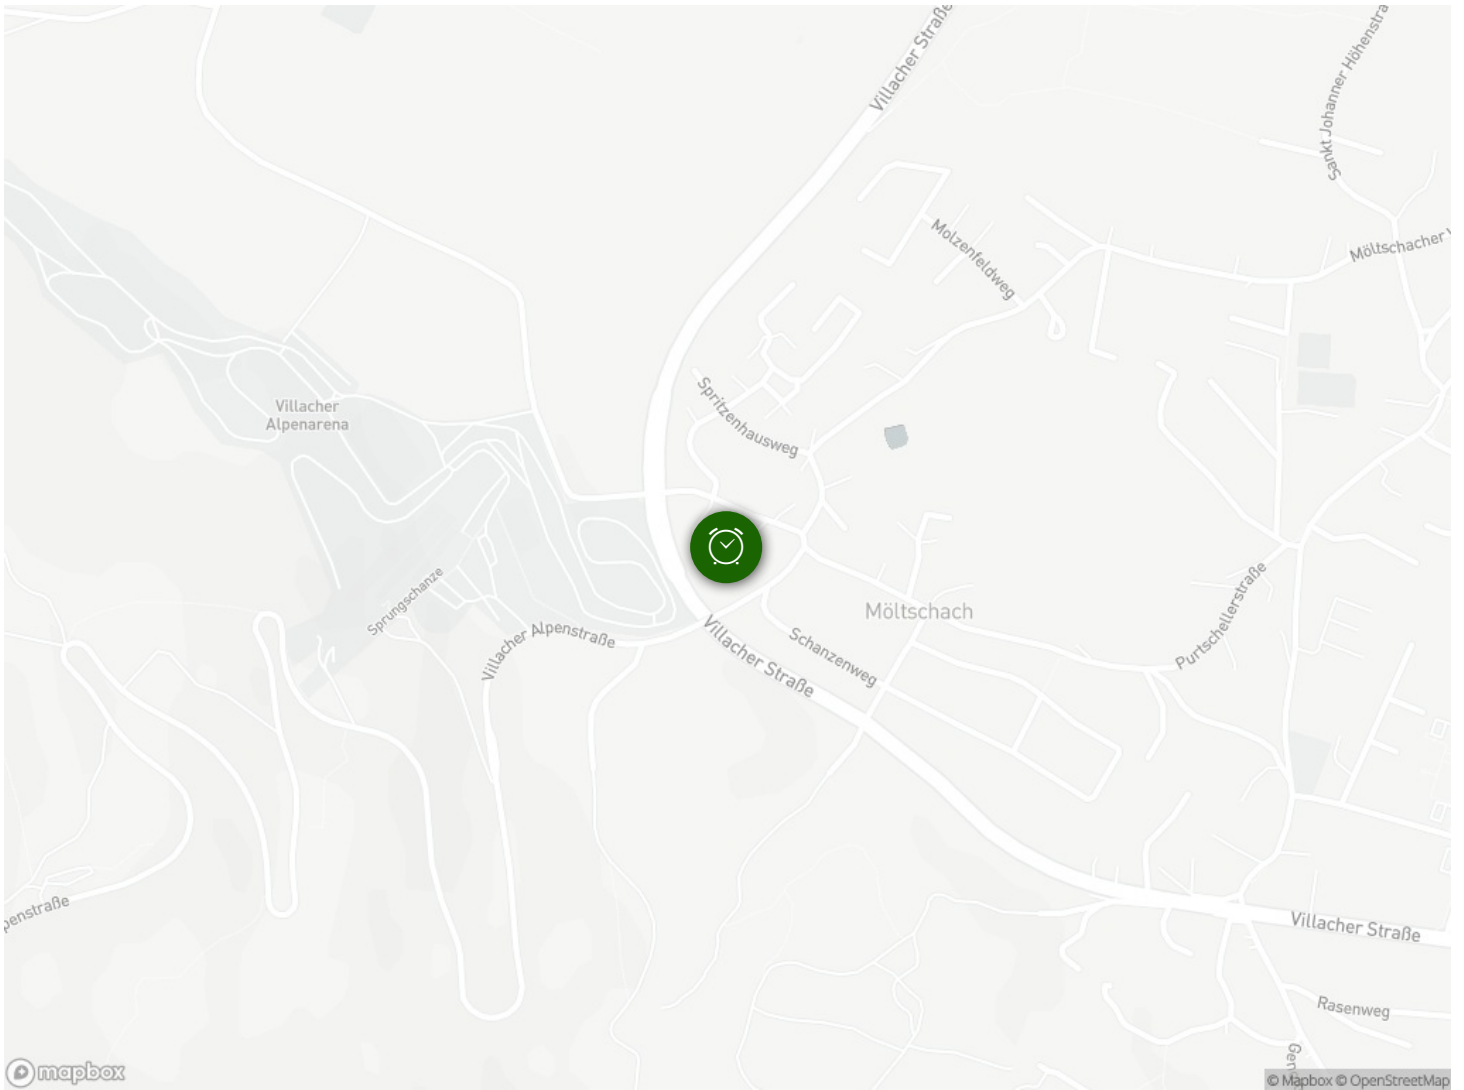 Villacher Straße
Sankt Johanner Höhenstra
Molzenfeldweg
Möltschacher
Spritzenhausweg
Villacher
Alpenarena
Sprungschanze
Villacher Alpenstraße
Villacher Straße
Schanzenweg
Möltschach
Purtschellerstraße
penstraße
Villacher Straße
Rasenweg
Ger
mapbox
© Mapbox © OpenStreetMap